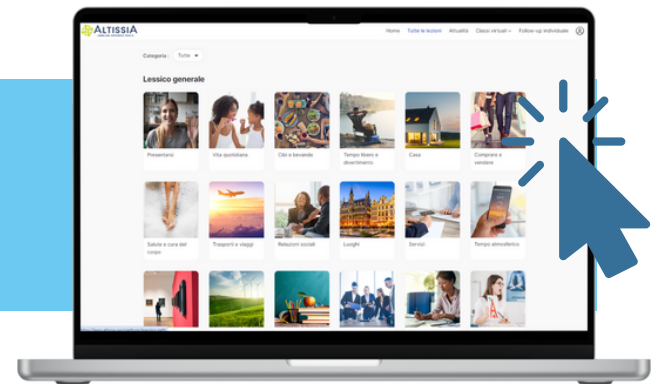 ALTISSIA
Home Tutte le lezioni Attualità Classi virtuali Follow-up individuale
Categoria: Tutte
Lessico generale
Presentarsi Vita quotidiana Cibi e bevande Tempo libero e divertimento Casa Comprare e vendere
Salute e cura del corpo Trasporti e viaggi Relazioni sociali Luoghi Servizi Tempo atmosferico